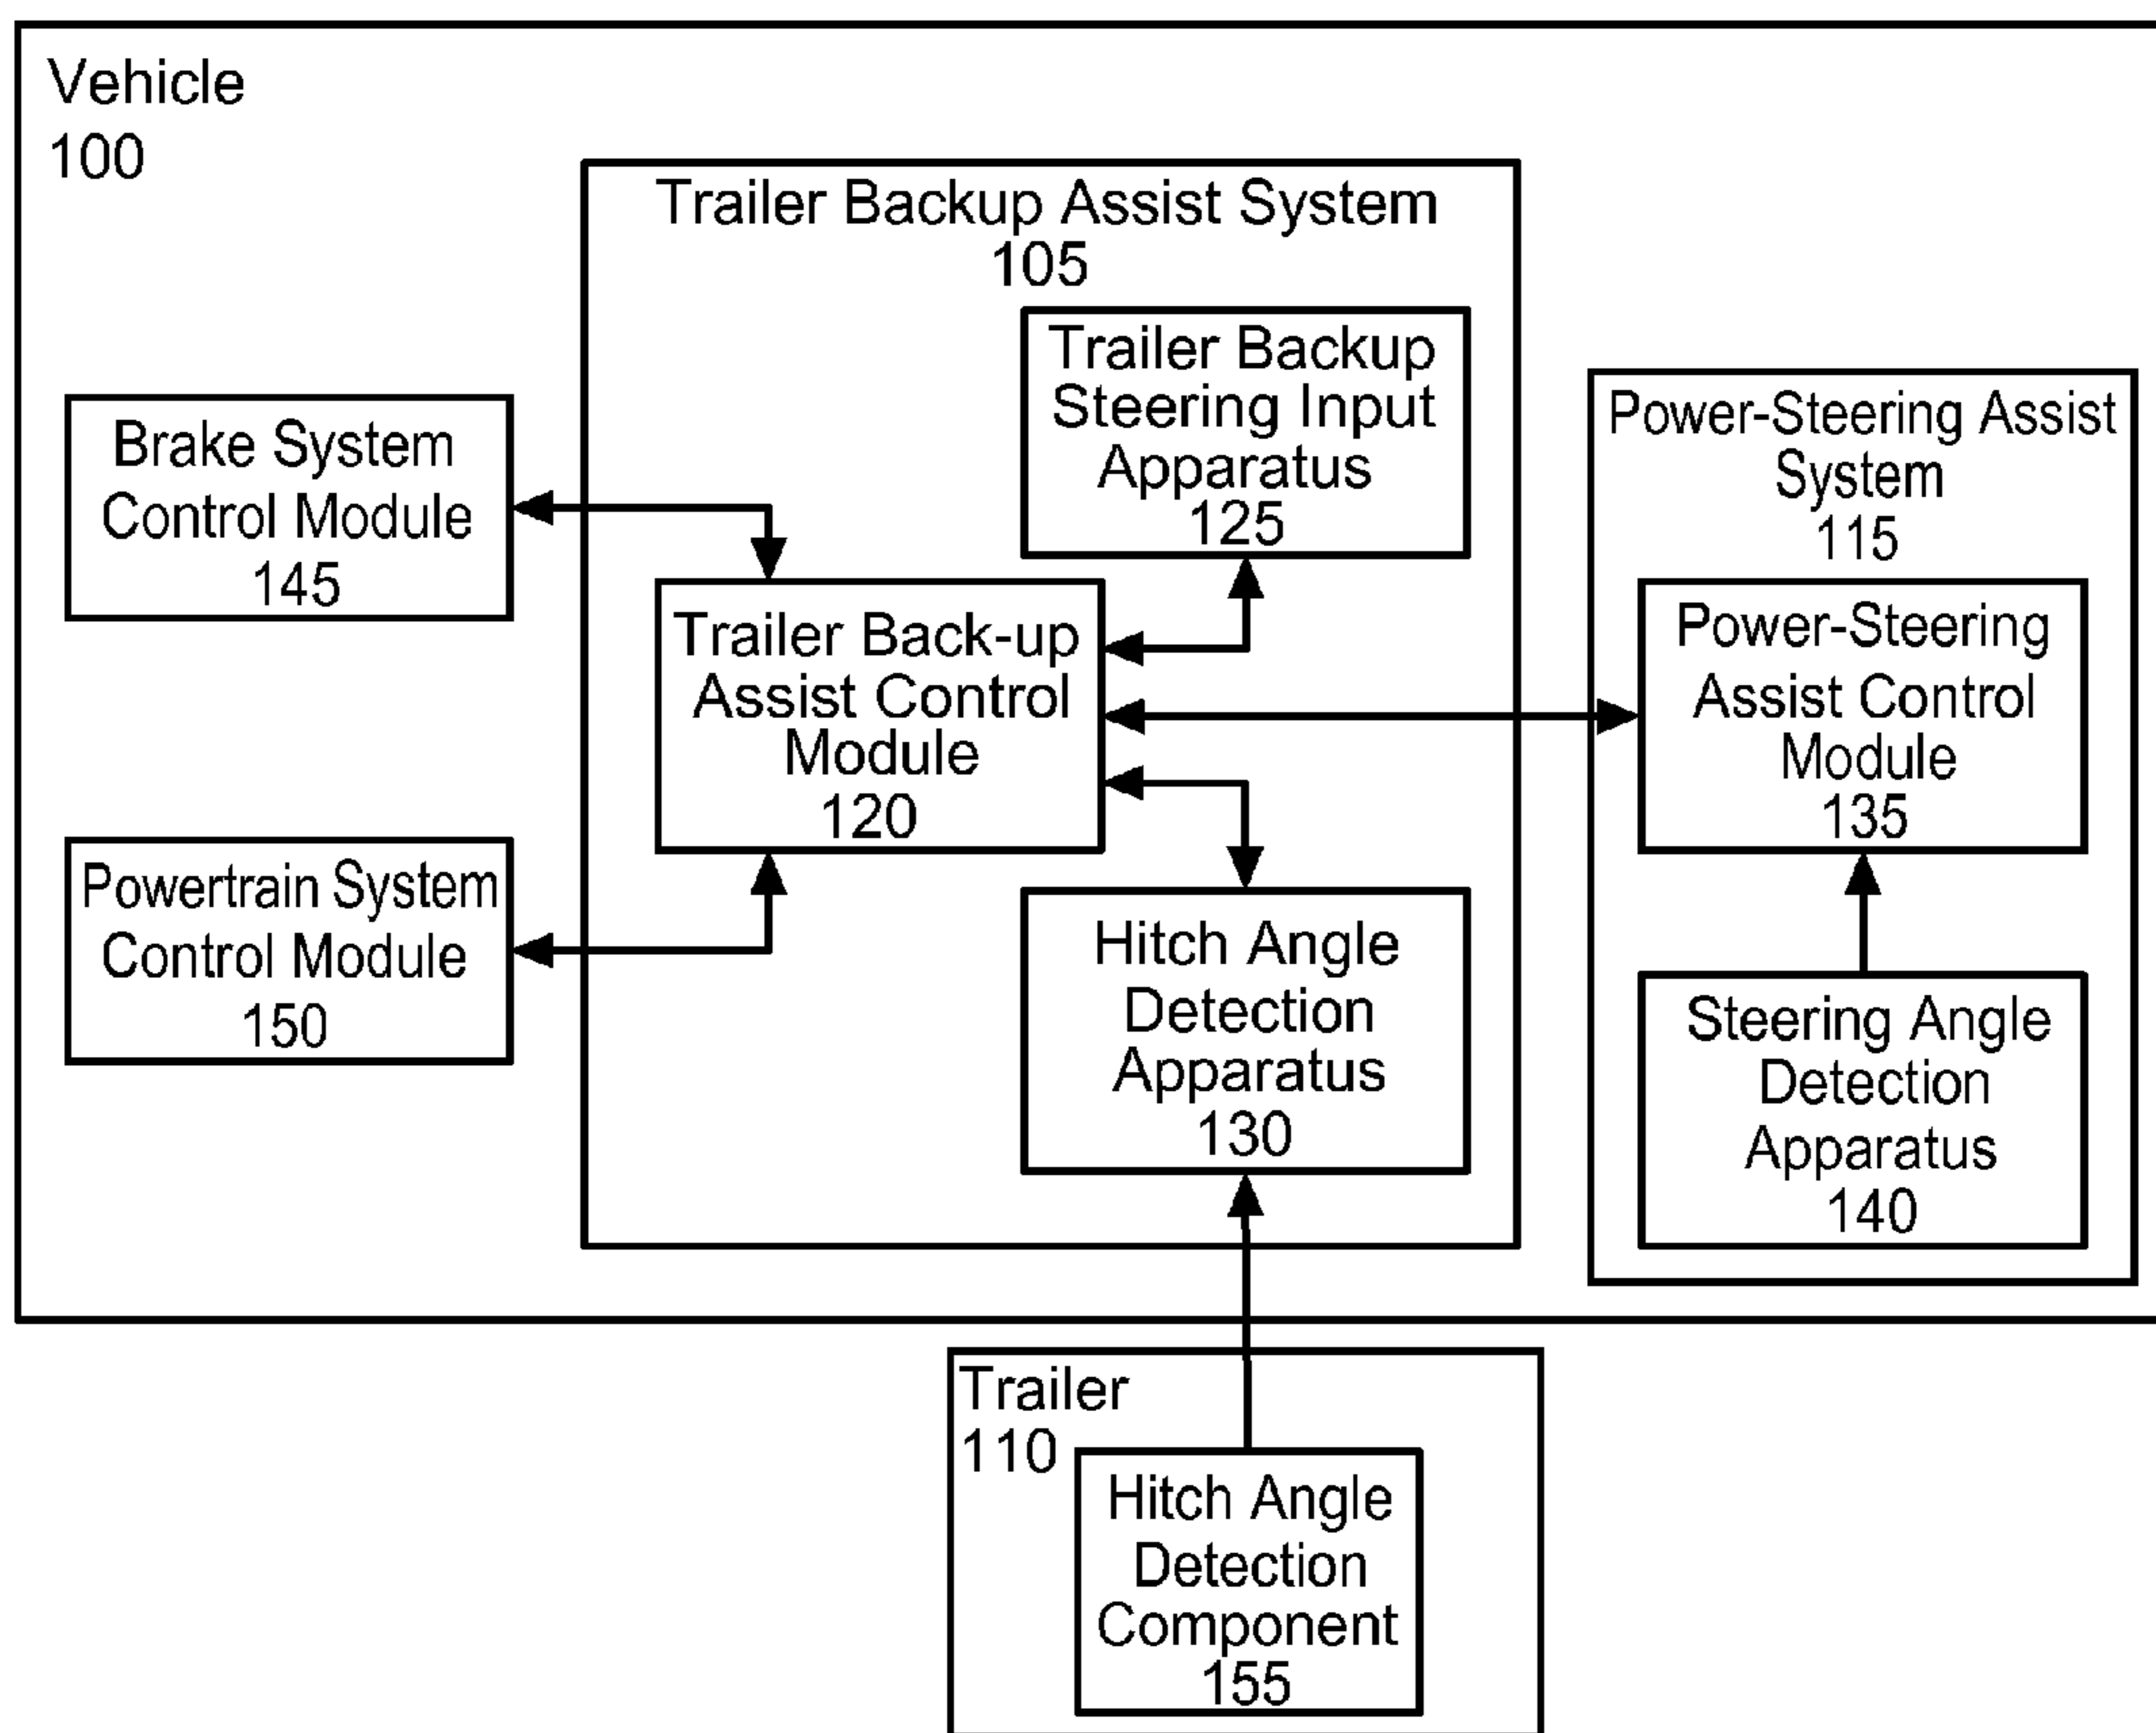 Vehicle
100
Trailer Backup Assist System
105
Trailer Backup
Steering Input
Apparatus
125
Brake System
Control Module
145
Trailer Back-up
Assist Control
Module
120
Powertrain System
Control Module
150
Hitch Angle
Detection
Apparatus
130
Power-Steering Assist
System
115
Power-Steering
Assist Control
Module
135
Steering Angle
Detection
Apparatus
140
Trailer
110
Hitch Angle
Detection
Component
155